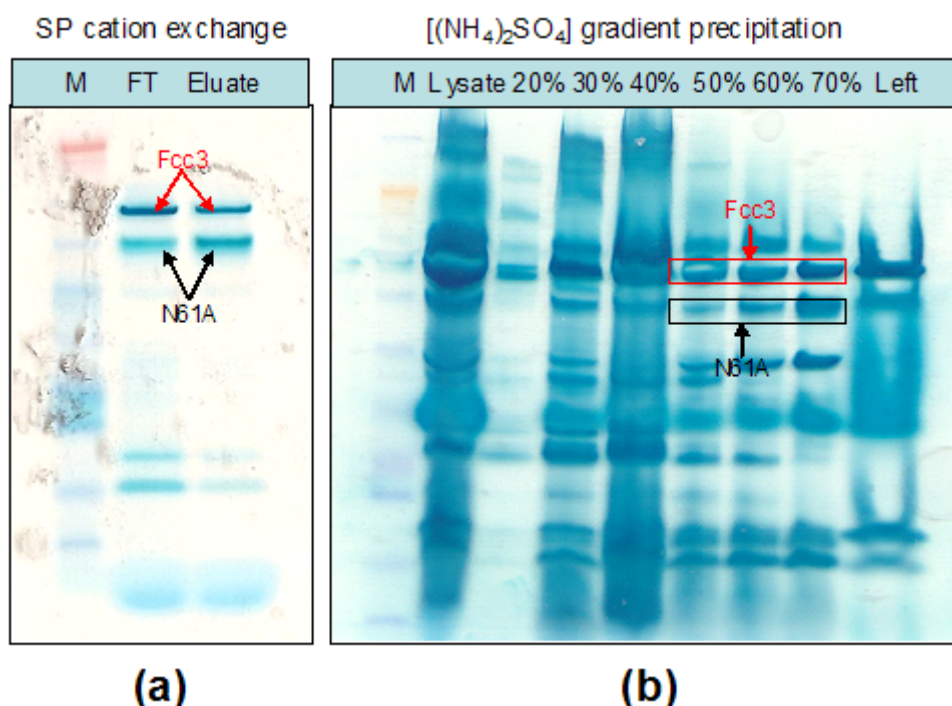 SP cation exchange
M FT Eluate
Fcc3
N61A
(a)
[(NH₄)₂SO₄] gradient precipitation
M Lysate 20% 30% 40% 50% 60% 70% Left
Fcc3
N61A
(b)